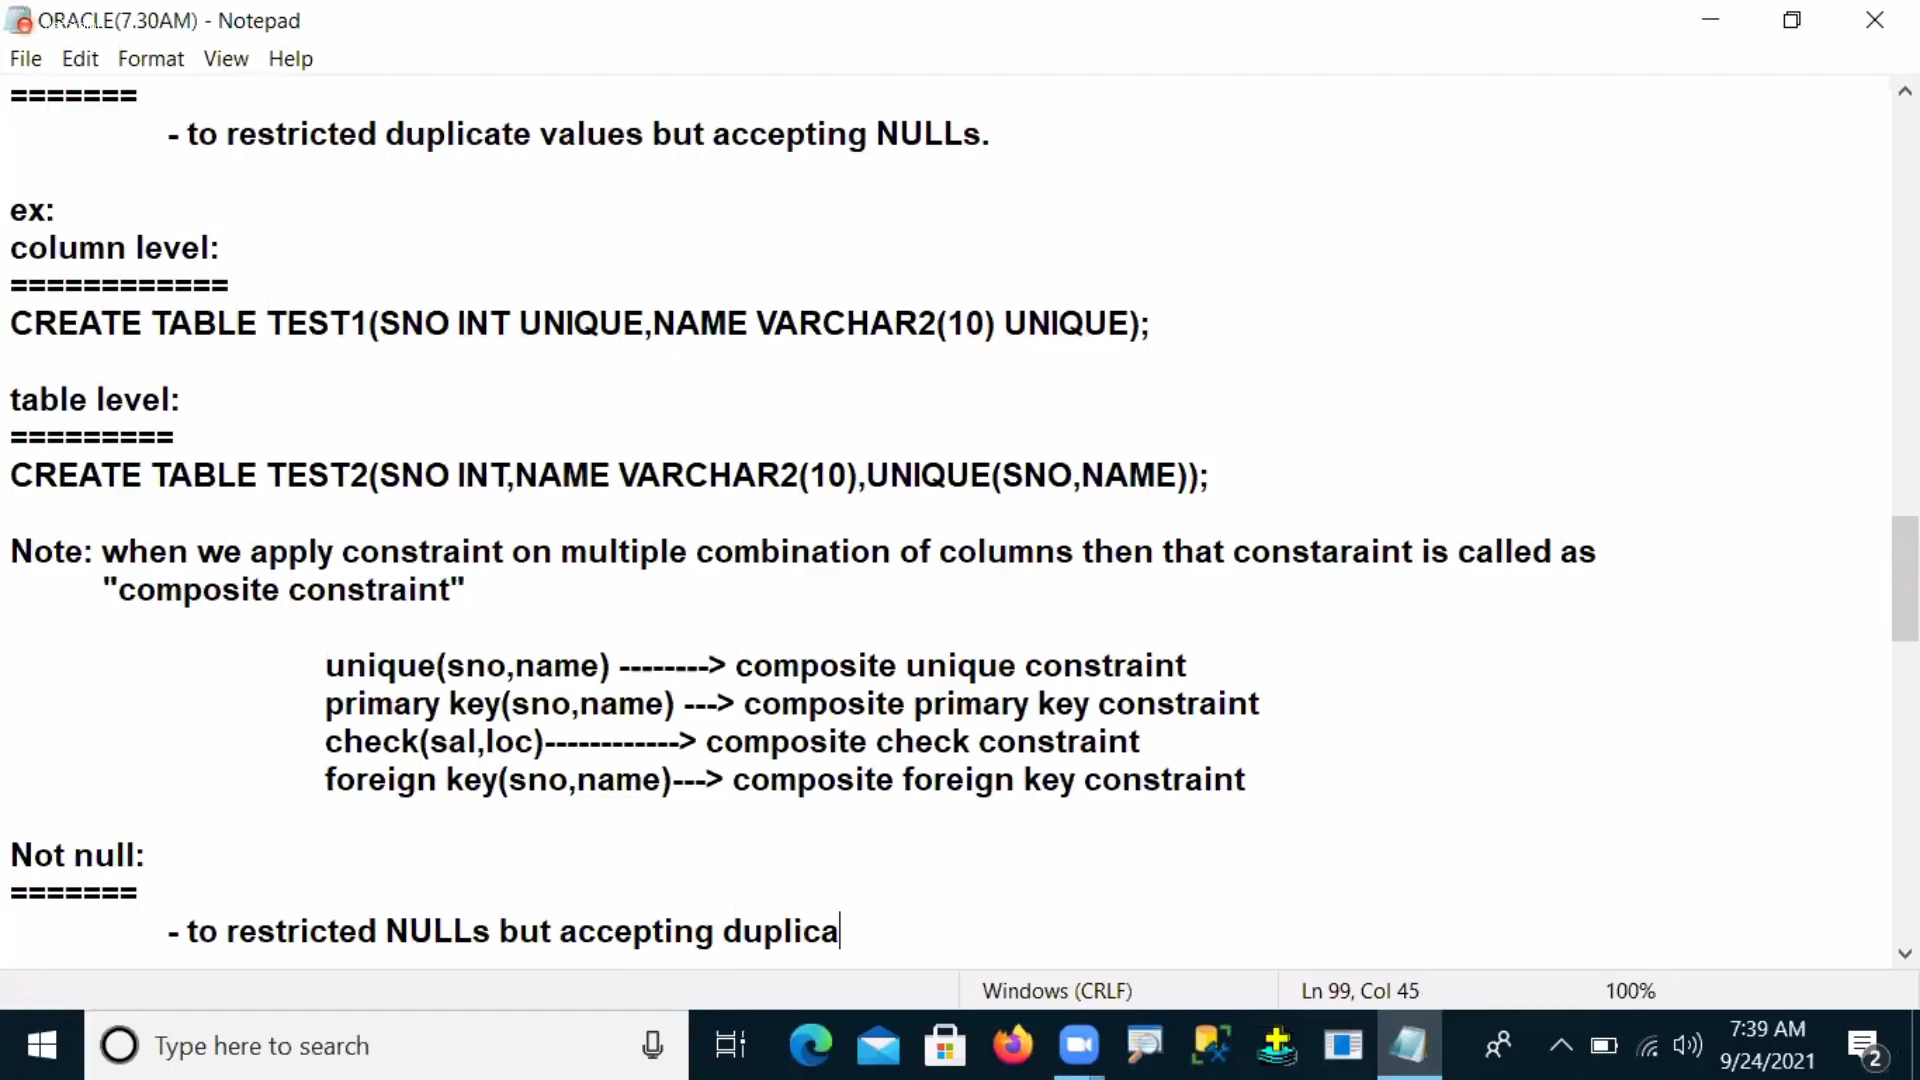 ORACLE(7.30AM) - Notepad
File Edit Format View Help
=======
- to restricted duplicate values but accepting NULLs.
ex:
column level:
============
CREATE TABLE TEST1(SNO INT UNIQUE,NAME VARCHAR2(10) UNIQUE);
table level:
=========
CREATE TABLE TEST2(SNO INT,NAME VARCHAR2(10),UNIQUE(SNO,NAME));
Note: when we apply constraint on multiple combination of columns then that constaraint is called as
"composite constraint"
unique(sno,name) --------> composite unique constraint
primary key(sno,name) ---> composite primary key constraint
check(sal,loc)------------> composite check constraint
foreign key(sno,name)---> composite foreign key constraint
Not null:
=======
- to restricted NULLs but accepting duplica
Windows (CRLF) Ln 99, Col 45 100%
Type here to search
7:39 AM
9/24/2021
2